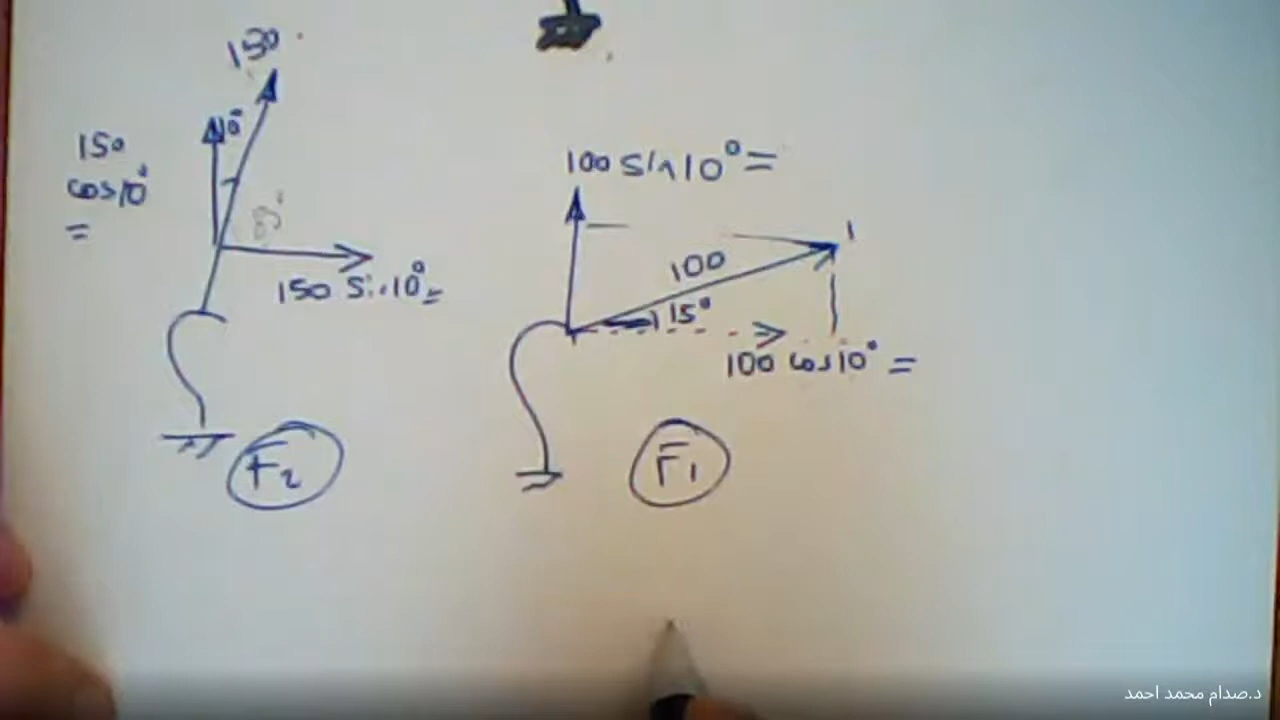 150
10°
150
cos10°
=
150 Sin10°=
F2
100 Sin10°=
100
15°
100 cos10° =
F1
د.صدام محمد احمد